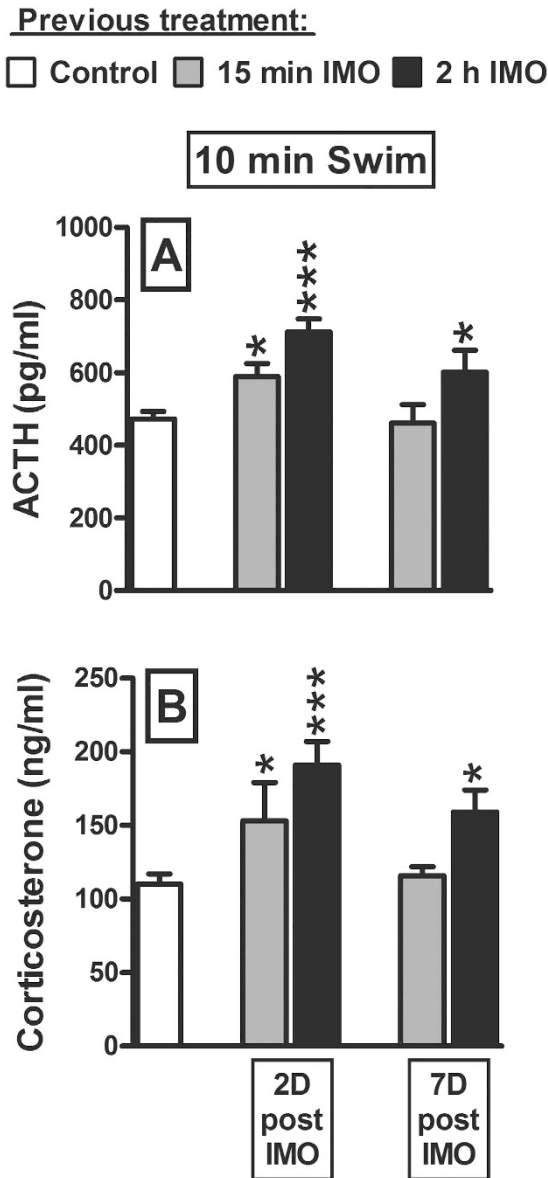 Previous treatment:
Control 15 min IMO 2 h IMO
10 min Swim
A
ACTH (pg/ml)
1000
800
600
400
200
0
*
***
*
B
Corticosterone (ng/ml)
250
200
150
100
50
0
*
***
*
2D
post
IMO
7D
post
IMO